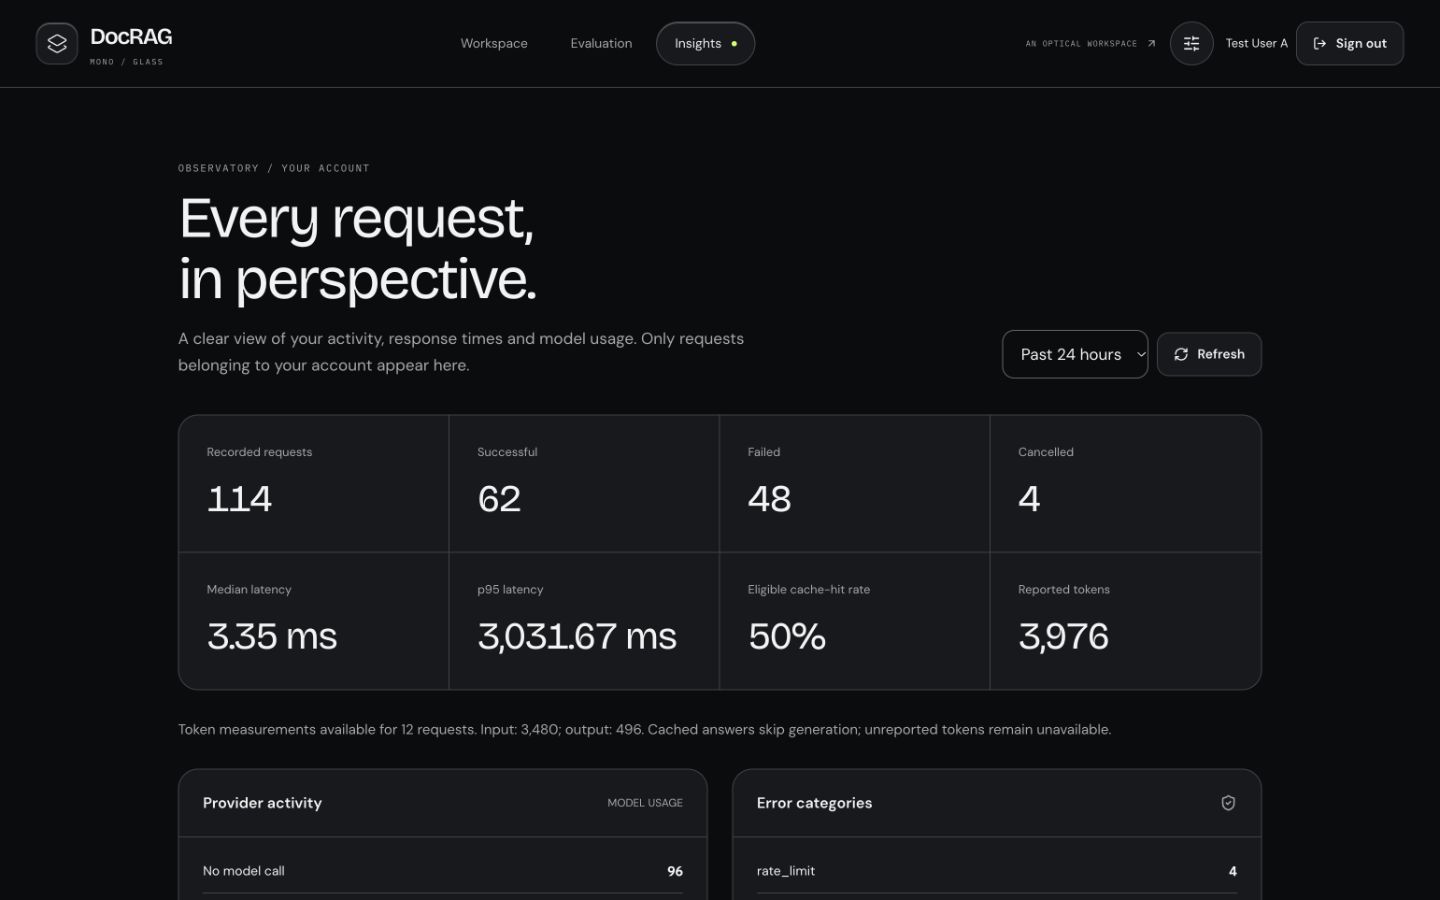 DocRAG
MONO / GLASS
Workspace
Evaluation
Insights
AN OPTICAL WORKSPACE
Test User A
Sign out
OBSERVATORY / YOUR ACCOUNT
Every request,
in perspective.
A clear view of your activity, response times and model usage. Only requests
belonging to your account appear here.
Past 24 hours
Refresh
Recorded requests
114
Successful
62
Failed
48
Cancelled
4
Median latency
3.35 ms
p95 latency
3,031.67 ms
Eligible cache-hit rate
50%
Reported tokens
3,976
Token measurements available for 12 requests. Input: 3,480; output: 496. Cached answers skip generation; unreported tokens remain unavailable.
Provider activity
MODEL USAGE
No model call
96
Error categories
rate_limit
4